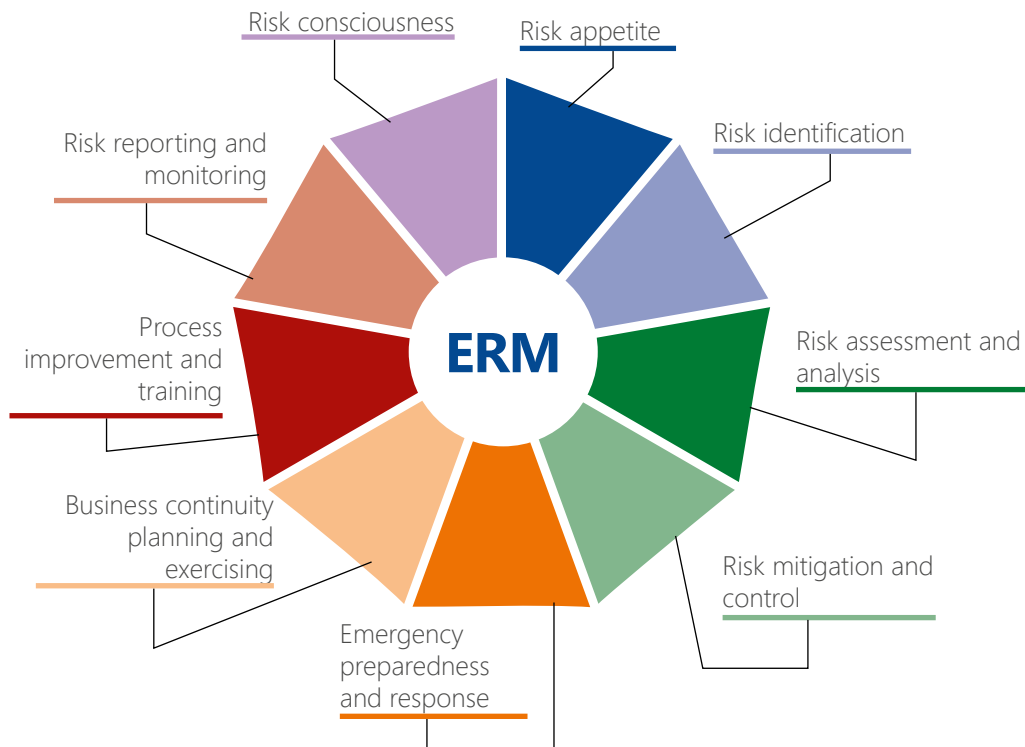 Risk consciousness
Risk appetite
Risk identification
Risk assessment and
analysis
Risk mitigation and
control
Emergency
preparedness
and response
Business continuity
planning and
exercising
Process
improvement and
training
Risk reporting and
monitoring
ERM